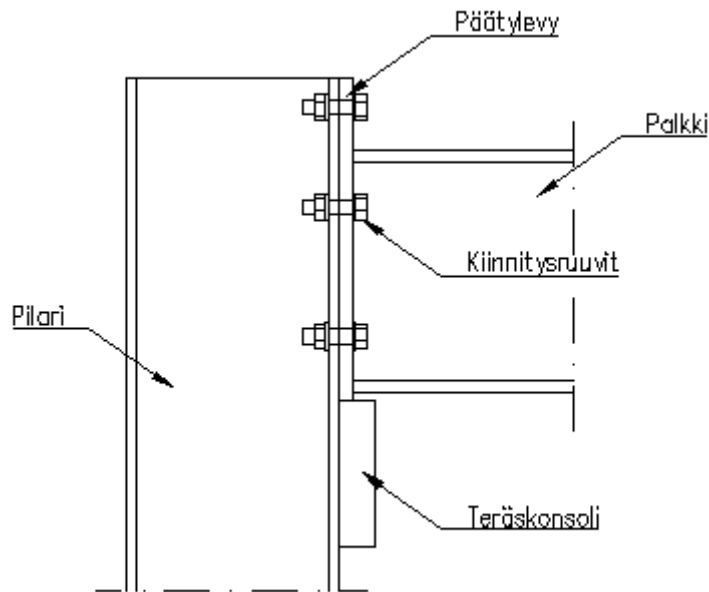 Päätylevy
Palkki
Kiinnitysruuvit
Pilari
Teräskonsoli